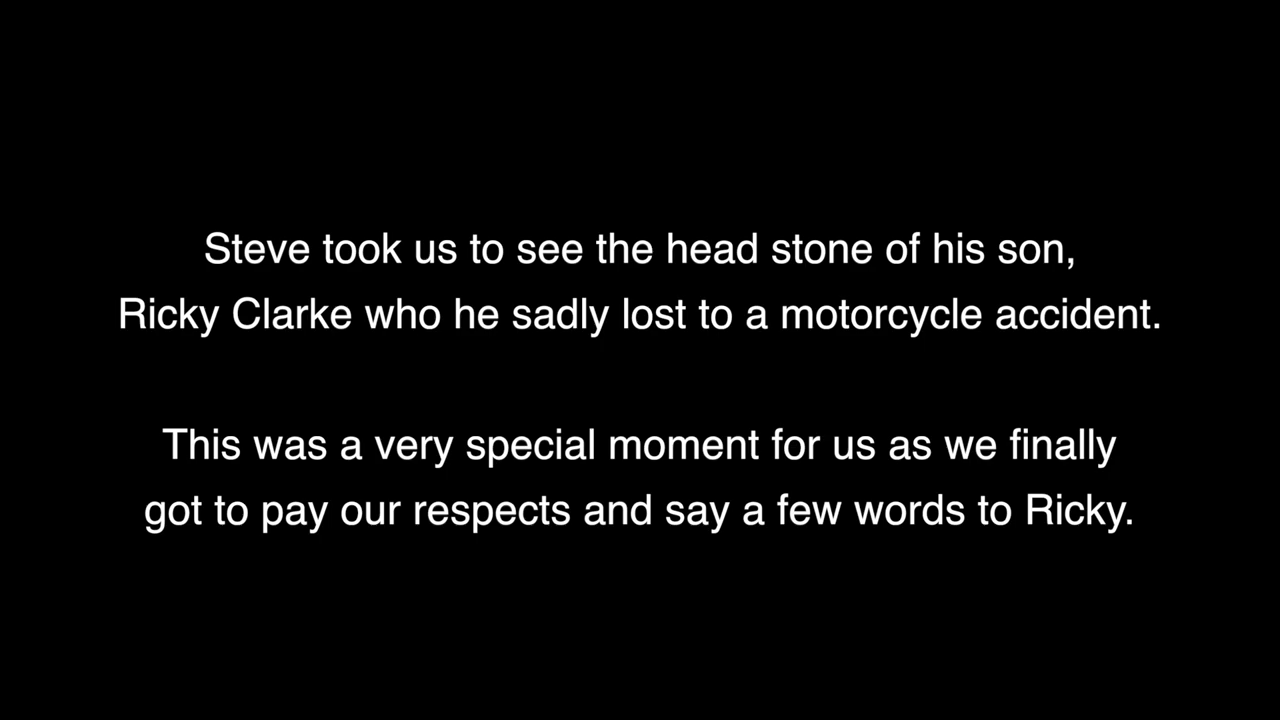 Steve took us to see the head stone of his son,
Ricky Clarke who he sadly lost to a motorcycle accident.
This was a very special moment for us as we finally
got to pay our respects and say a few words to Ricky.